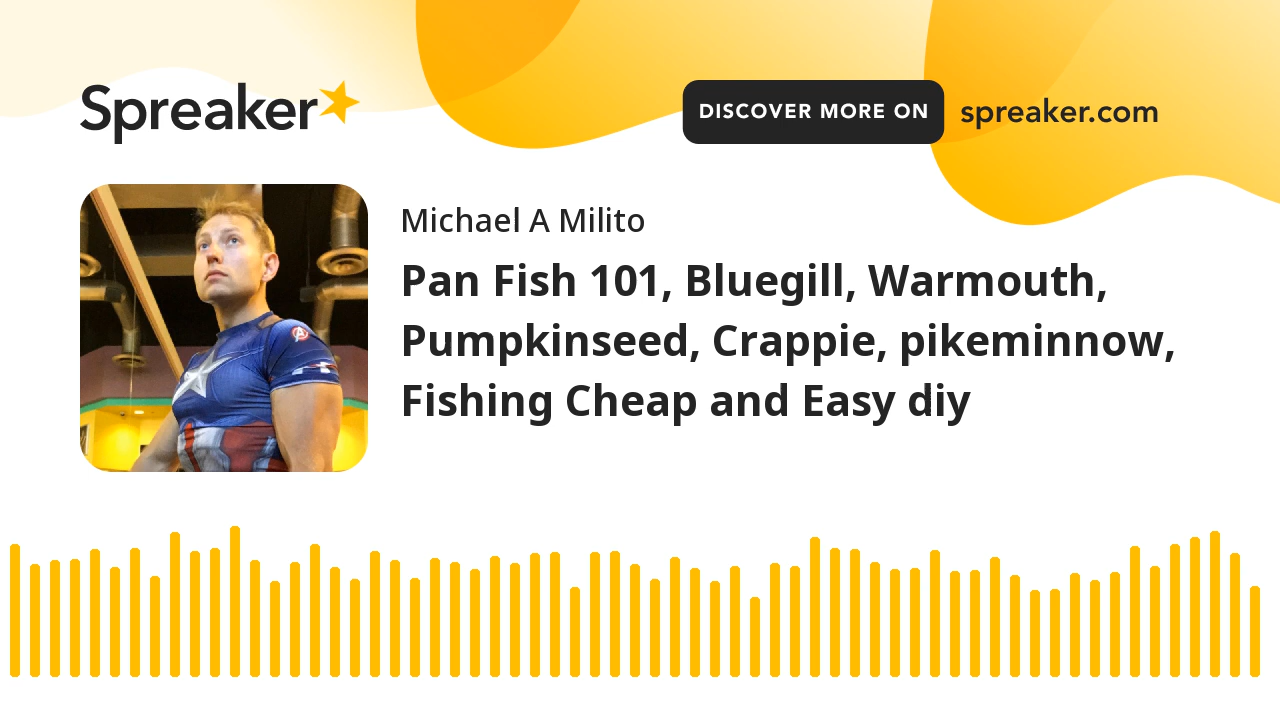 Spreaker
DISCOVER MORE ON spreaker.com
Michael A Milito
Pan Fish 101, Bluegill, Warmouth,
Pumpkinseed, Crappie, pikeminnow,
Fishing Cheap and Easy diy